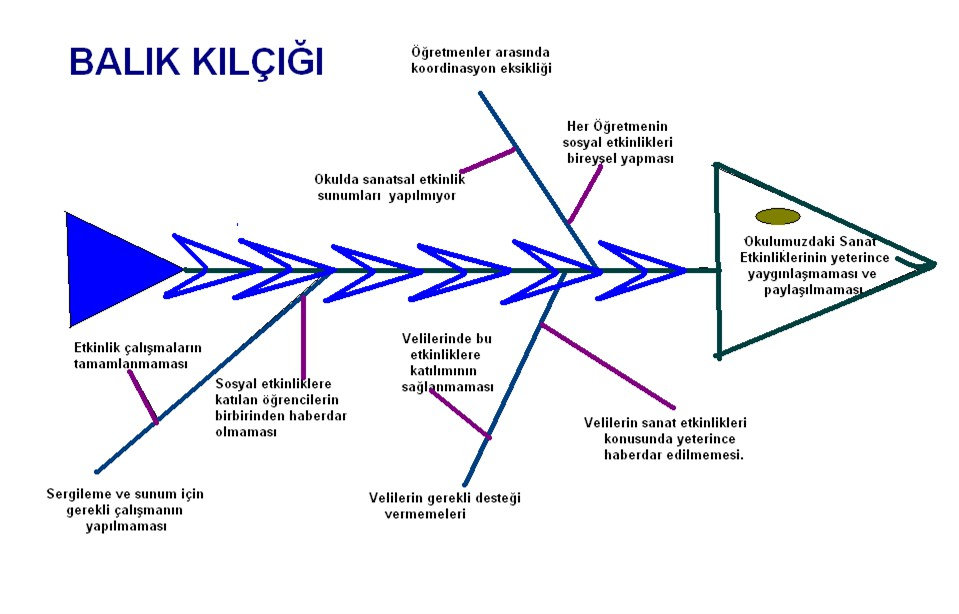 BALIK KILÇIĞI
Öğretmenler arasında
koordinasyon eksikliği
Her Öğretmenin
sosyal etkinlikleri
bireysel yapması
Okulda sanatsal etkinlik
sunumları yapılmıyor
Okulumuzdaki Sanat
Etkinliklerinin yeterince
yaygınlaşmaması ve
paylaşılmaması
Etkinlik çalışmaların
tamamlanmaması
Sosyal etkinliklere
katılan öğrencilerin
birbirinden haberdar
olmaması
Velilerinde bu
etkinliklere
katılımının
sağlanmaması
Velilerin sanat etkinlikleri
konusunda yeterince
haberdar edilmemesi.
Sergileme ve sunum için
gerekli çalışmanın
yapılmaması
Velilerin gerekli desteği
vermemeleri